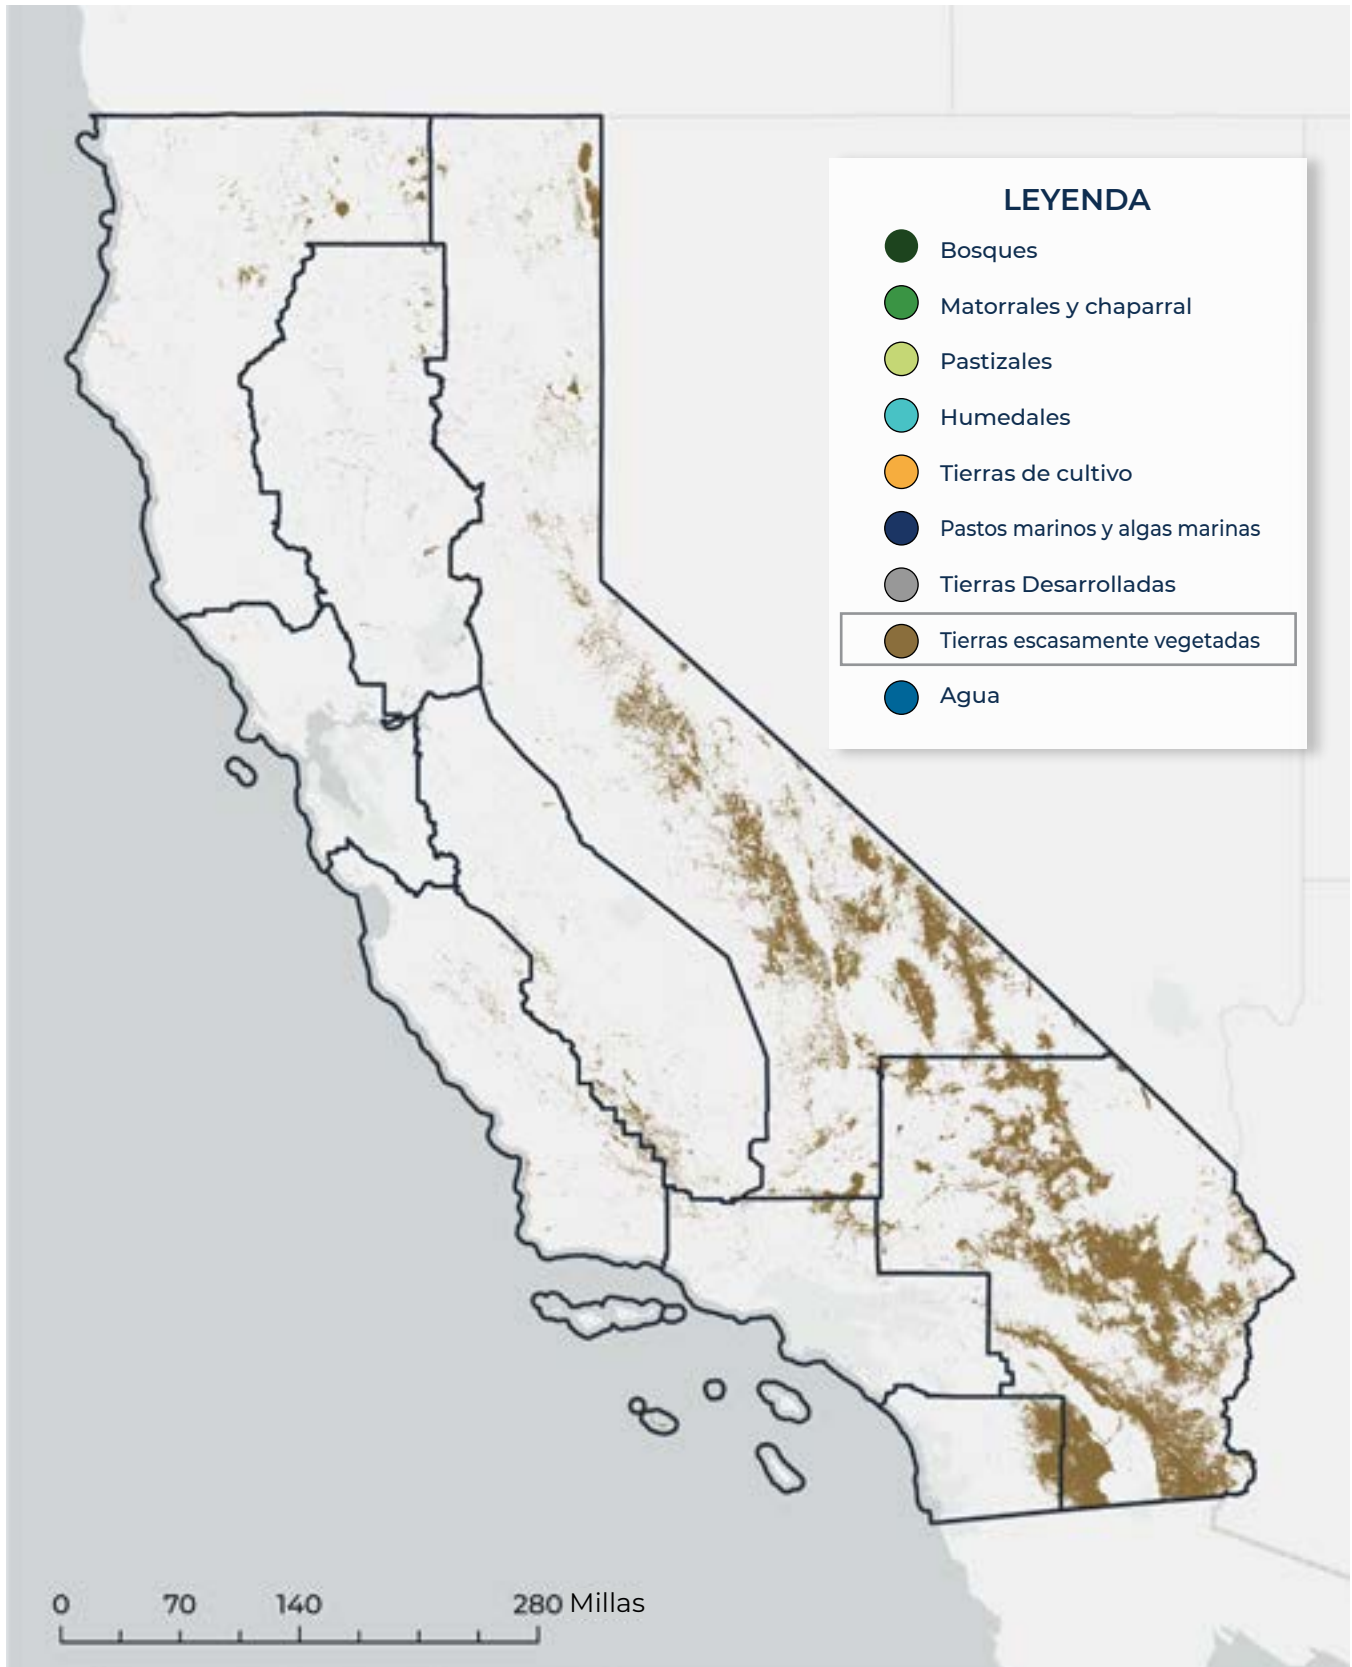 LEYENDA
Bosques
Matorrales y chaparral
Pastizales
Humedales
Tierras de cultivo
Pastos marinos y algas marinas
Tierras Desarrolladas
Tierras escasamente vegetadas
Agua
0 70 140 280 Millas